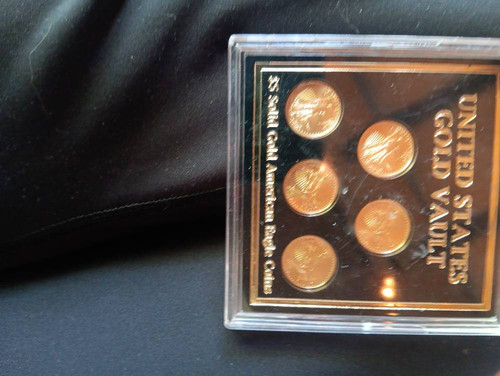 UNITED STATES
GOLD VAULT
$5 Solid Gold American Eagle Coins